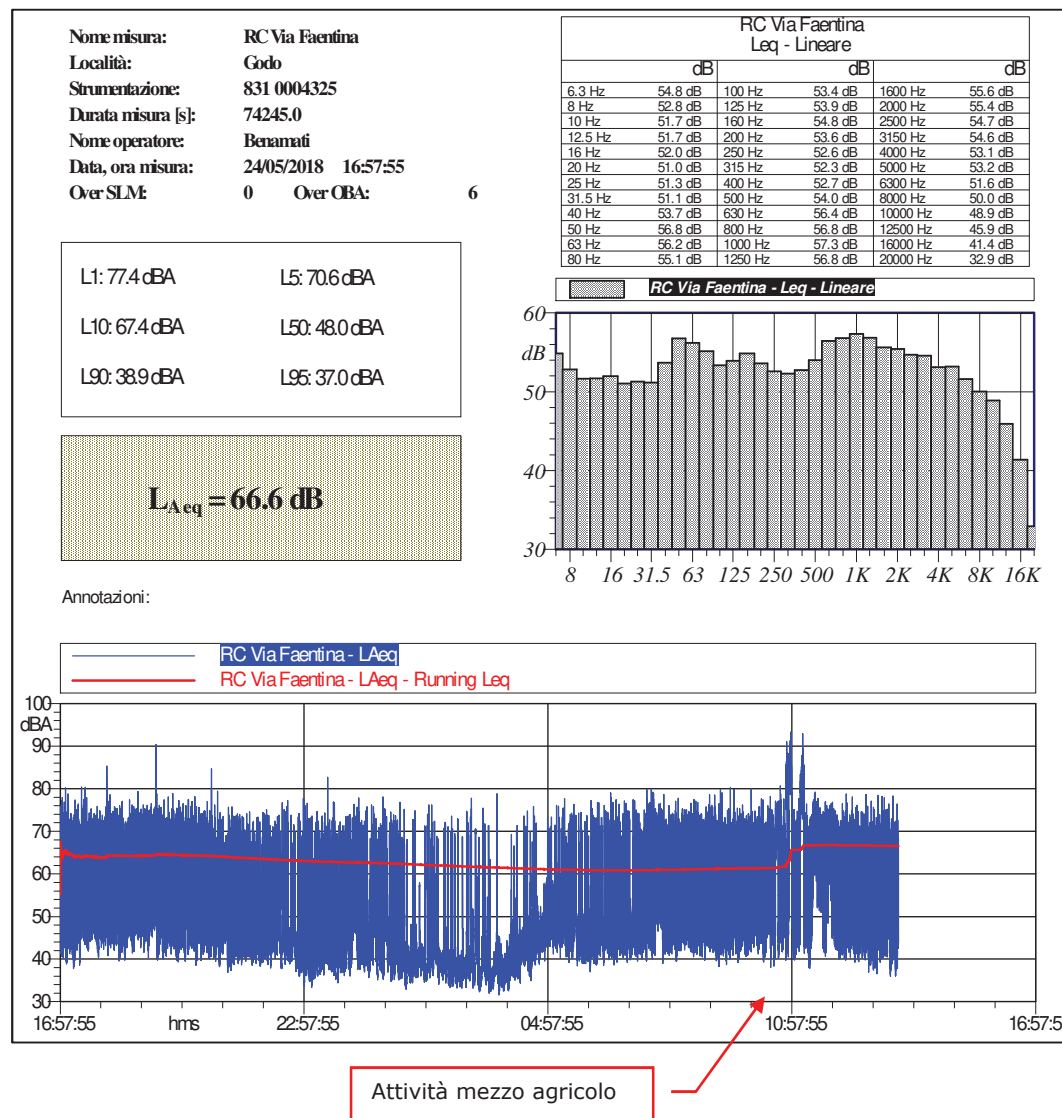 Nome misura: RC Via Faentina
Località: Godo
Strumentazione: 831 0004325
Durata misura [s]: 74245.0
Nome operatore: Benamati
Data, ora misura: 24/05/2018 16:57:55
Over SLM: 0 Over OBA: 6
RC Via Faentina
Leq - Lineare
dB dB dB
6.3 Hz 54.8 dB 100 Hz 53.4 dB 1600 Hz 55.6 dB
8 Hz 52.8 dB 125 Hz 53.9 dB 2000 Hz 55.4 dB
10 Hz 51.7 dB 160 Hz 54.8 dB 2500 Hz 54.7 dB
12.5 Hz 51.7 dB 200 Hz 53.6 dB 3150 Hz 54.6 dB
16 Hz 52.0 dB 250 Hz 52.6 dB 4000 Hz 53.1 dB
20 Hz 51.0 dB 315 Hz 52.3 dB 5000 Hz 53.2 dB
25 Hz 51.3 dB 400 Hz 52.7 dB 6300 Hz 51.6 dB
31.5 Hz 51.1 dB 500 Hz 54.0 dB 8000 Hz 50.0 dB
40 Hz 53.7 dB 630 Hz 56.4 dB 10000 Hz 48.9 dB
50 Hz 56.8 dB 800 Hz 56.8 dB 12500 Hz 45.9 dB
63 Hz 56.2 dB 1000 Hz 57.3 dB 16000 Hz 41.4 dB
80 Hz 55.1 dB 1250 Hz 56.8 dB 20000 Hz 32.9 dB
L1: 77.4 dBA L5: 70.6 dBA
L10: 67.4 dBA L50: 48.0 dBA
L90: 38.9 dBA L95: 37.0 dBA
LAeq = 66.6 dB
RC Via Faentina - Leq - Lineare
60
dB
50
40
30
8 16 31.5 63 125 250 500 1K 2K 4K 8K 16K
Annotazioni:
RC Via Faentina - LAeq
RC Via Faentina - LAeq - Running Leq
100
dBA
90
80
70
60
50
40
30
16:57:55 hms 22:57:55 04:57:55 10:57:55 16:57:5
Attività mezzo agricolo